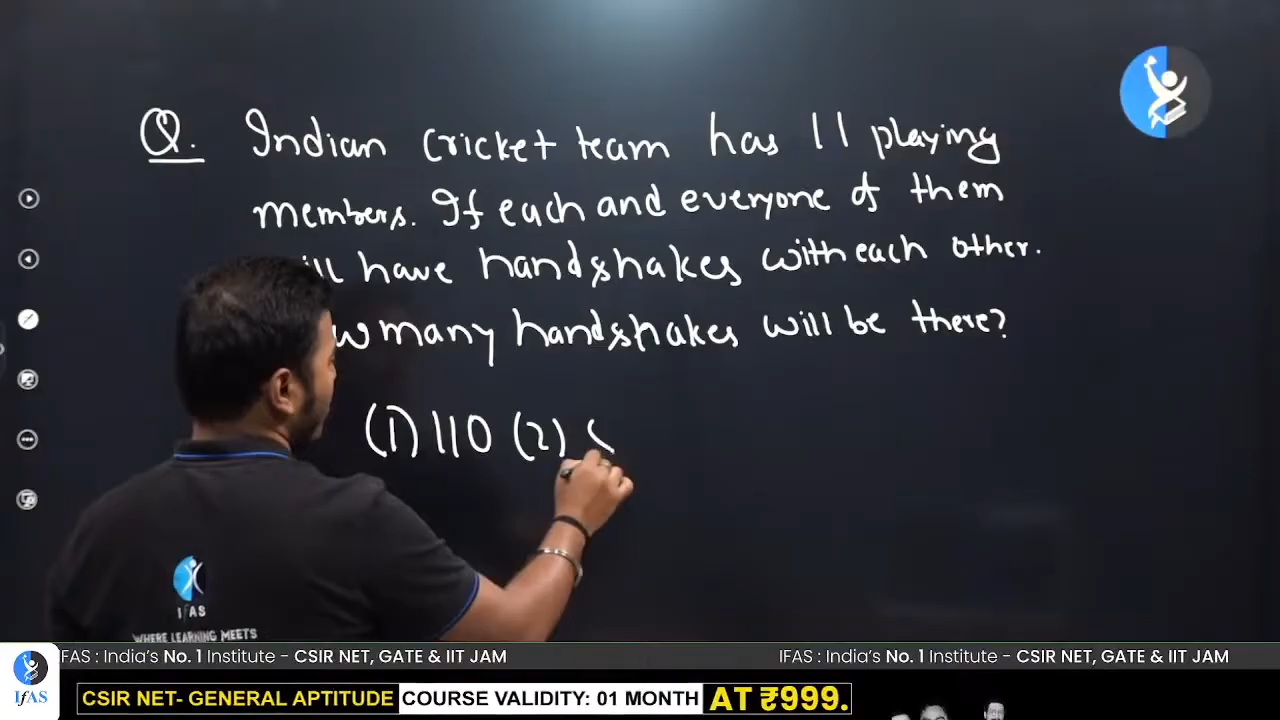 Q. Indian cricket team has 11 playing
members. If each and everyone of them
have handshakes with each other.
many handshakes will be there?
(1) 110 (2)
IFAS
WHERE LEARNING MEETS
IFAS : India's No. 1 Institute - CSIR NET, GATE & IIT JAM
IFAS : India's No. 1 Institute - CSIR NET, GATE & IIT JAM
IFAS
CSIR NET- GENERAL APTITUDE COURSE VALIDITY: 01 MONTH AT ₹999.